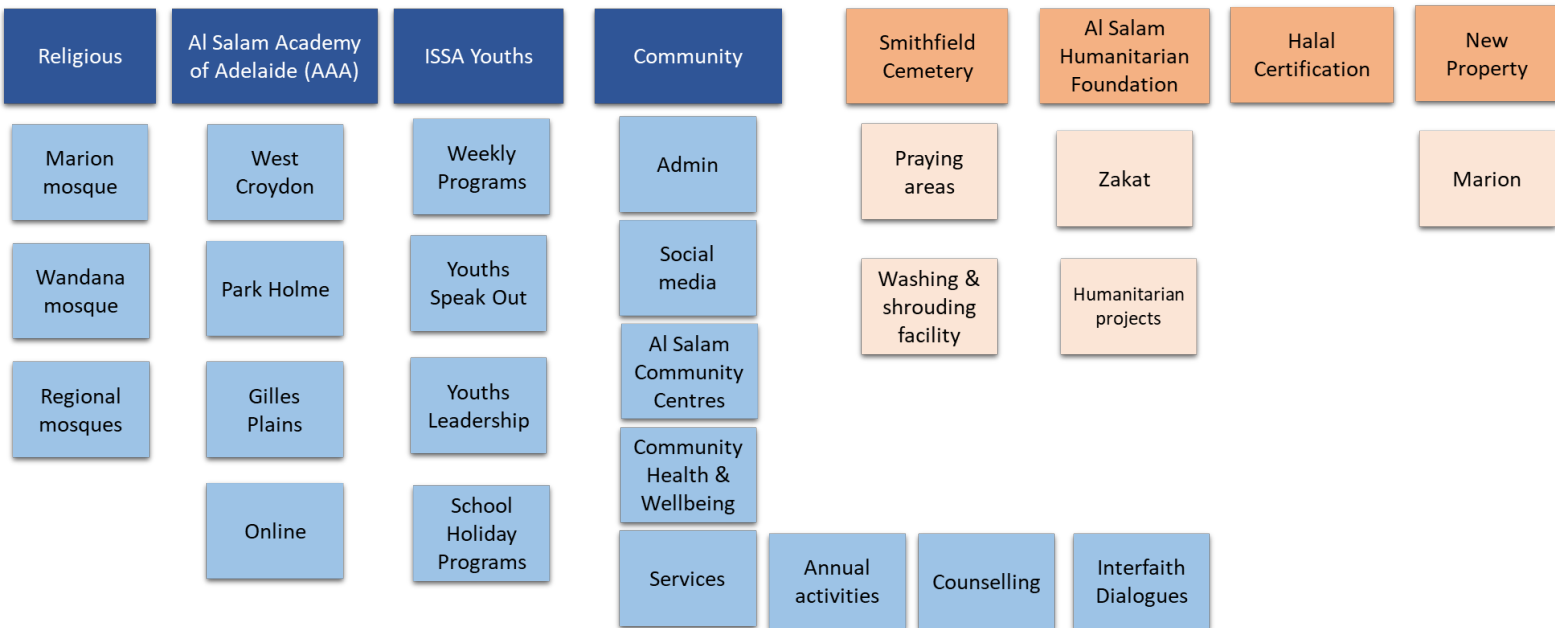 Religious
Al Salam Academy
of Adelaide (AAA)
ISSA Youths
Community
Smithfield
Cemetery
Al Salam
Humanitarian
Foundation
Halal
Certification
New
Property
Marion
mosque
Wandana
mosque
Regional
mosques
West
Croydon
Park Holme
Gilles
Plains
Online
Weekly
Programs
Youths
Speak Out
Youths
Leadership
School
Holiday
Programs
Admin
Social
media
Al Salam
Community
Centres
Community
Health &
Wellbeing
Services
Annual
activities
Counselling
Interfaith
Dialogues
Praying
areas
Washing &
shrouding
facility
Zakat
Humanitarian
projects
Marion